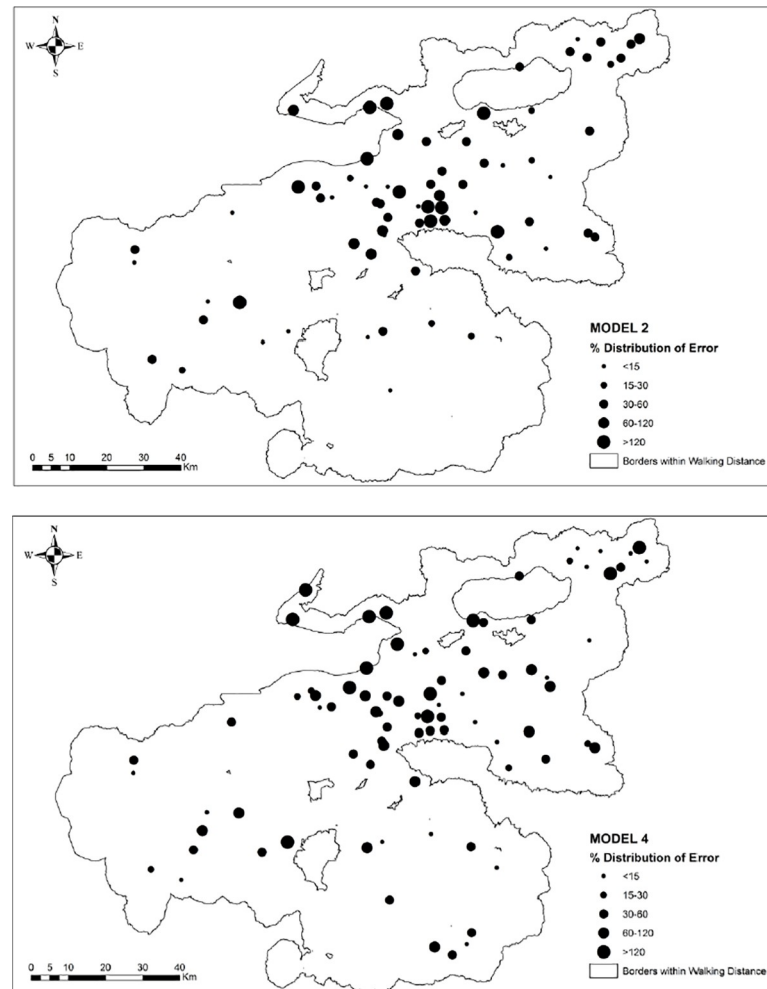 N
W E
S
MODEL 2
% Distribution of Error
<15
15-30
30-60
60-120
>120
Borders within Walking Distance
0 5 10 20 30 40
Km
N
W E
S
MODEL 4
% Distribution of Error
<15
15-30
30-60
60-120
>120
Borders within Walking Distance
0 5 10 20 30 40
Km